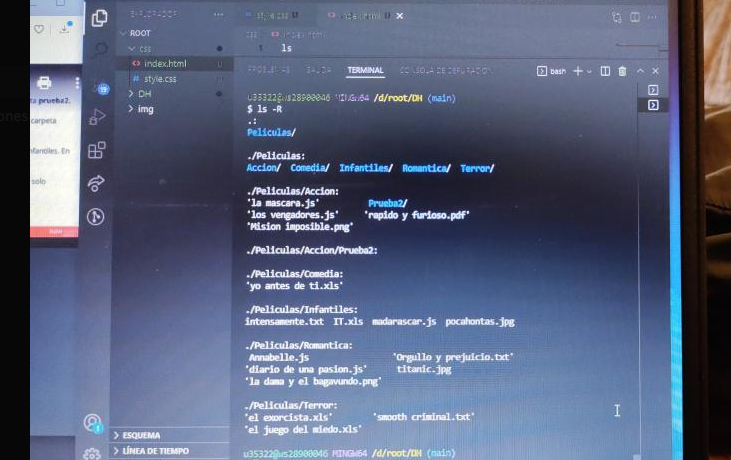 EXPLORADOR
style.css U
index.html U
ROOT
css > index.html
css
1 ls
index.html U
style.css
DH
img
PROBLEMAS SALIDA TERMINAL CONSOLA DE DEPURACIÓN
bash
ta prueba2.
carpeta
ones
nfantiles. En
solo
19
1
u35322@ws28900046 MINGW64 /d/root/DH (main)
$ ls -R
.:
Peliculas/
./Peliculas:
Accion/ Comedia/ Infantiles/ Romantica/ Terror/
./Peliculas/Accion:
'la mascara.js' Prueba2/
'los vengadores.js' 'rapido y furioso.pdf'
'Mision imposible.png'
./Peliculas/Accion/Prueba2:
./Peliculas/Comedia:
'yo antes de ti.xls'
./Peliculas/Infantiles:
intensamente.txt IT.xls madarascar.js pocahontas.jpg
./Peliculas/Romantica:
Annabelle.js 'Orgullo y prejuicio.txt'
'diario de una pasion.js' titanic.jpg
'la dama y el bagavundo.png'
./Peliculas/Terror:
'el exorcista.xls' 'smooth criminal.txt'
'el juego del miedo.xls'
u35322@ws28900046 MINGW64 /d/root/DH (main)
ESQUEMA
LÍNEA DE TIEMPO